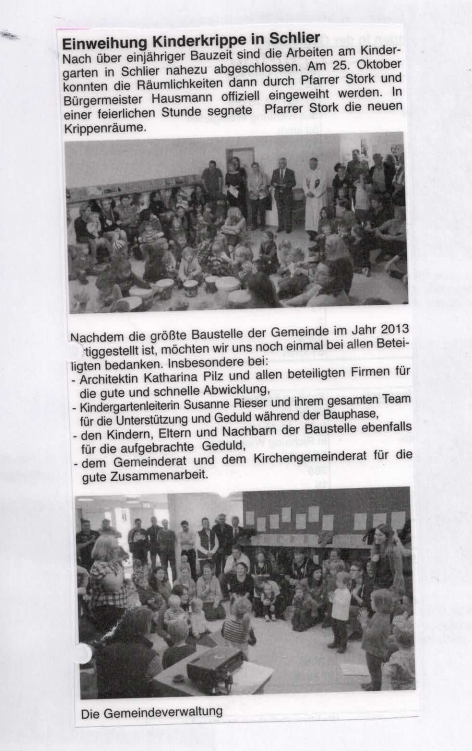 Einweihung Kinderkrippe in Schlier
Nach über einjähriger Bauzeit sind die Arbeiten am Kinder-
garten in Schlier nahezu abgeschlossen. Am 25. Oktober
konnten die Räumlichkeiten dann durch Pfarrer Stork und
Bürgermeister Hausmann offiziell eingeweiht werden. In
einer feierlichen Stunde segnete Pfarrer Stork die neuen
Krippenräume.
Nachdem die größte Baustelle der Gemeinde im Jahr 2013
rtiggestellt ist, möchten wir uns noch einmal bei allen Betei-
ligten bedanken. Insbesondere bei:
- Architektin Katharina Pilz und allen beteiligten Firmen für
die gute und schnelle Abwicklung,
- Kindergartenleiterin Susanne Rieser und ihrem gesamten Team
für die Unterstützung und Geduld während der Bauphase,
- den Kindern, Eltern und Nachbarn der Baustelle ebenfalls
für die aufgebrachte Geduld,
- dem Gemeinderat und dem Kirchengemeinderat für die
gute Zusammenarbeit.
Die Gemeindeverwaltung